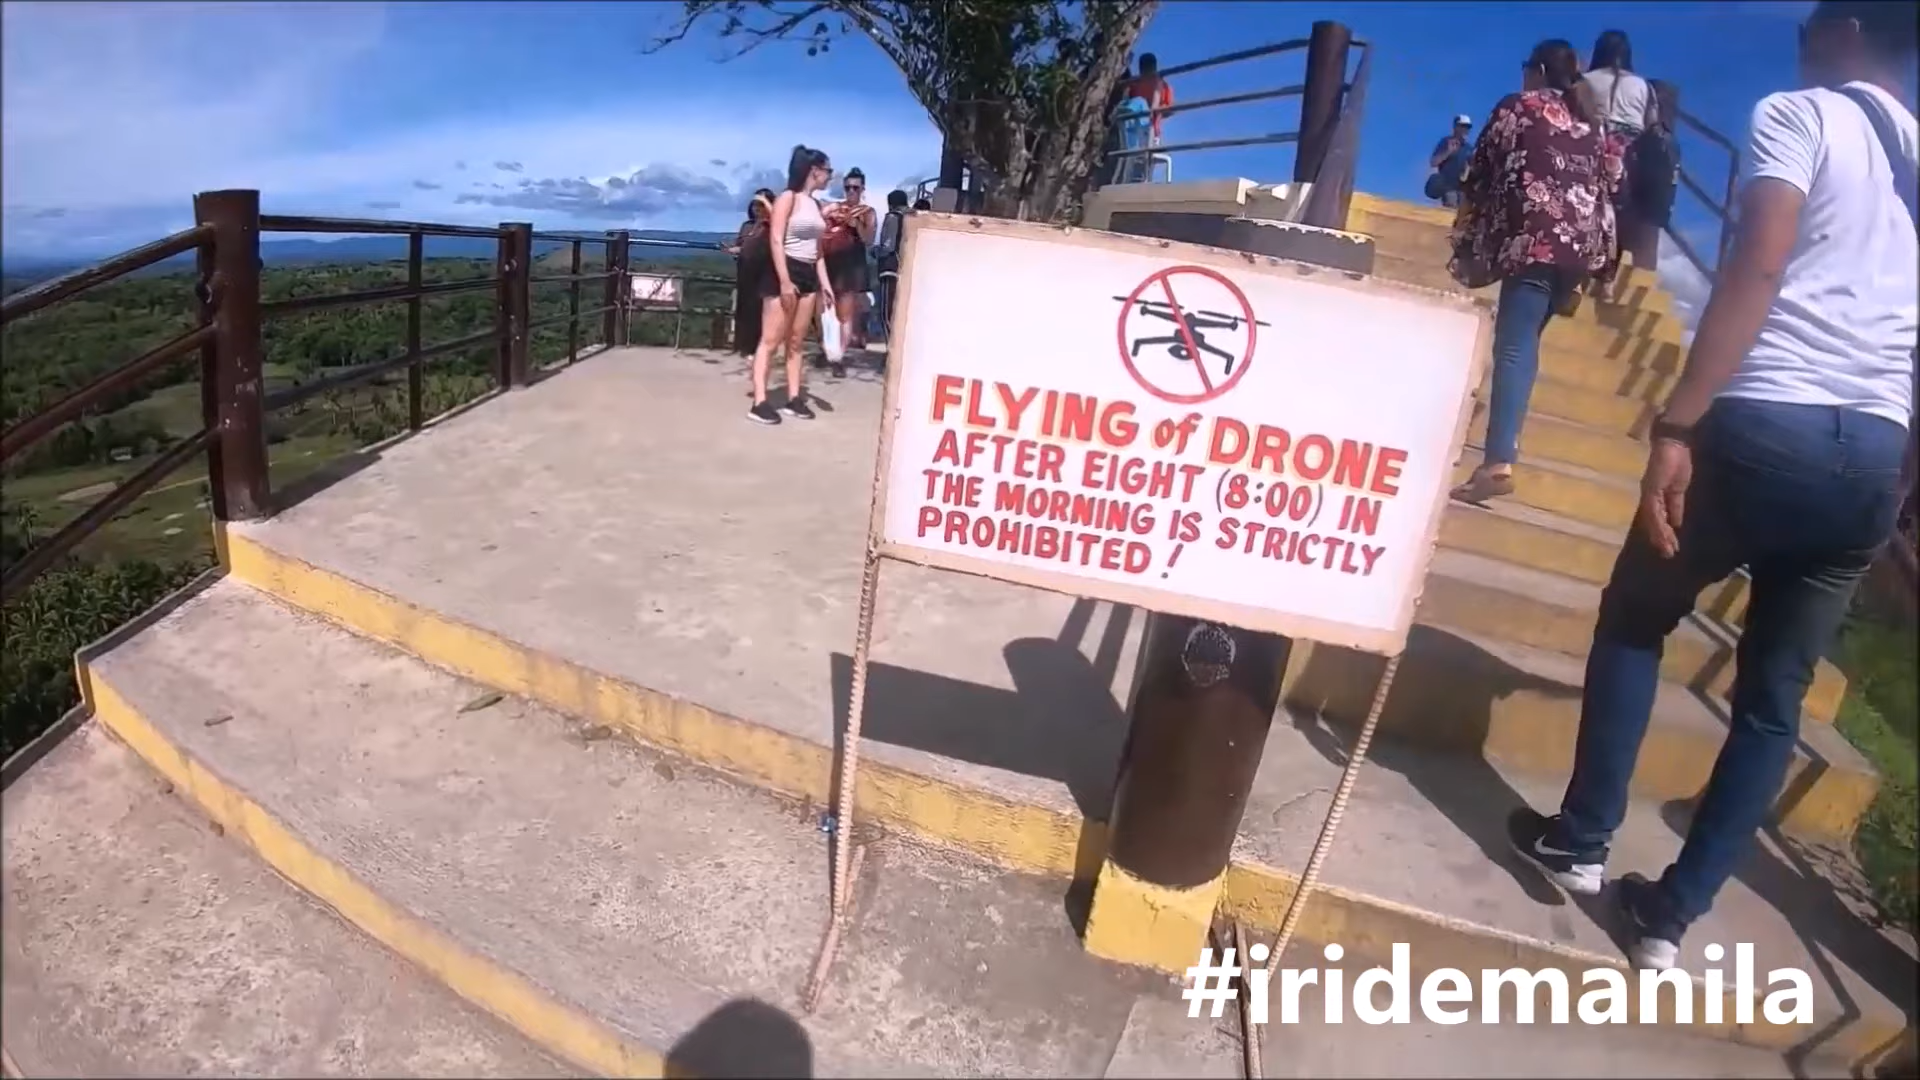 FLYING of DRONE
AFTER EIGHT (8:00) IN
THE MORNING IS STRICTLY
PROHIBITED!
#iridemanila